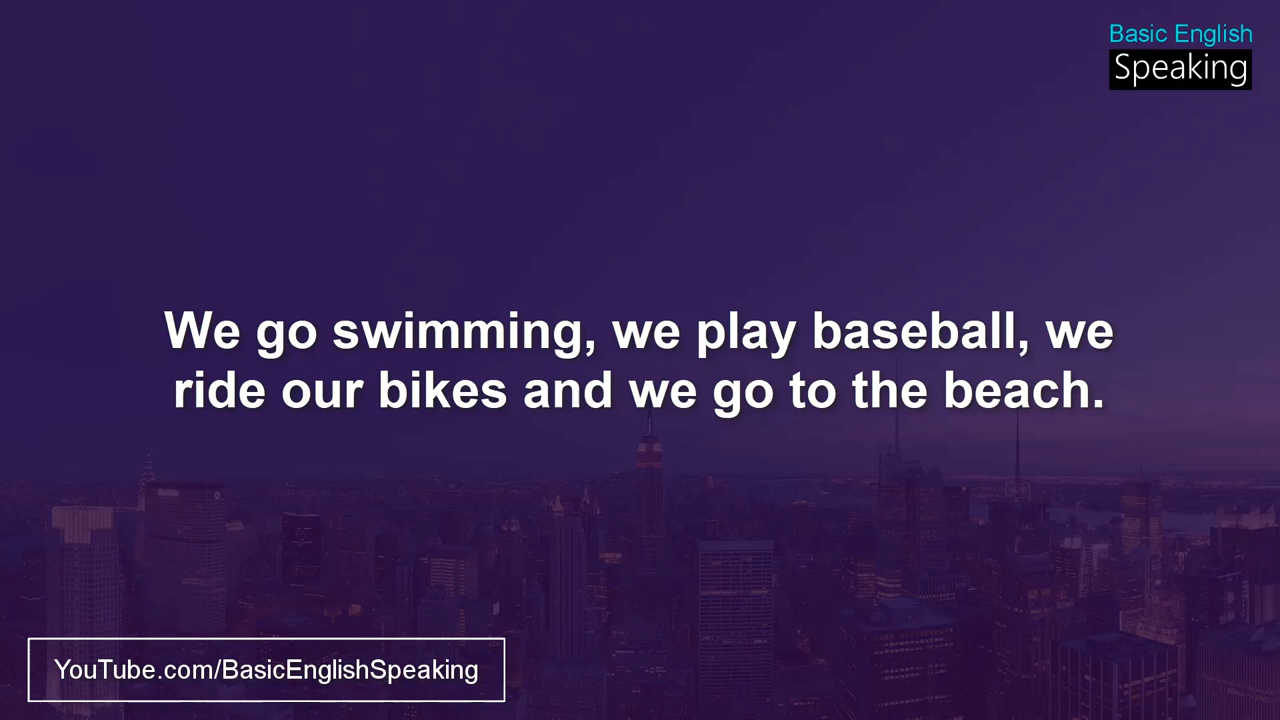 Basic English
Speaking
We go swimming, we play baseball, we
ride our bikes and we go to the beach.
YouTube.com/BasicEnglishSpeaking